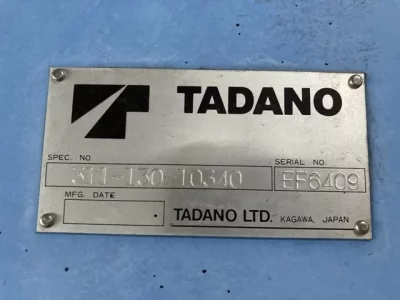 TADANO
SPEC. NO. SERIAL NO.
311-130-10340 EF6409
MFG. DATE
TADANO LTD. KAGAWA, JAPAN